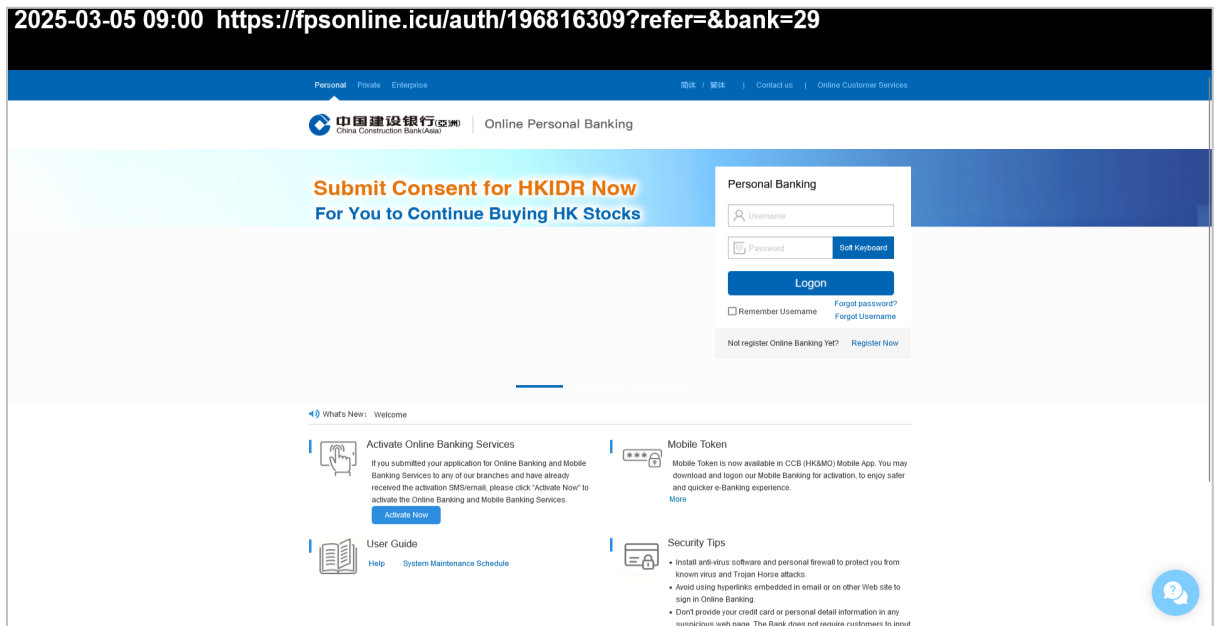 2025-03-05 09:00 https://fpsonline.icu/auth/196816309?refer=&bank=29
Personal Private Enterprise 简体 / 繁体 | Contact us | Online Customer Services
中国建设银行(亞洲) Online Personal Banking
China Construction Bank(Asia)
Submit Consent for HKIDR Now
For You to Continue Buying HK Stocks
Personal Banking
Username
Password Soft Keyboard
Logon
Remember Username
Forgot password?
Forgot Username
Not register Online Banking Yet? Register Now
What's New: Welcome
Activate Online Banking Services
If you submitted your application for Online Banking and Mobile
Banking Services to any of our branches and have already
received the activation SMS/email, please click "Activate Now" to
activate the Online Banking and Mobile Banking Services.
Activate Now
Mobile Token
Mobile Token is now available in CCB (HK&MO) Mobile App. You may
download and logon our Mobile Banking for activation, to enjoy safer
and quicker e-Banking experience.
More
User Guide
Help System Maintenance Schedule
Security Tips
• Install anti-virus software and personal firewall to protect you from
known virus and Trojan Horse attacks.
• Avoid using hyperlinks embedded in email or on other Web site to
sign in Online Banking.
• Don't provide your credit card or personal detail information in any
suspicious web page. The Bank does not require customers to input